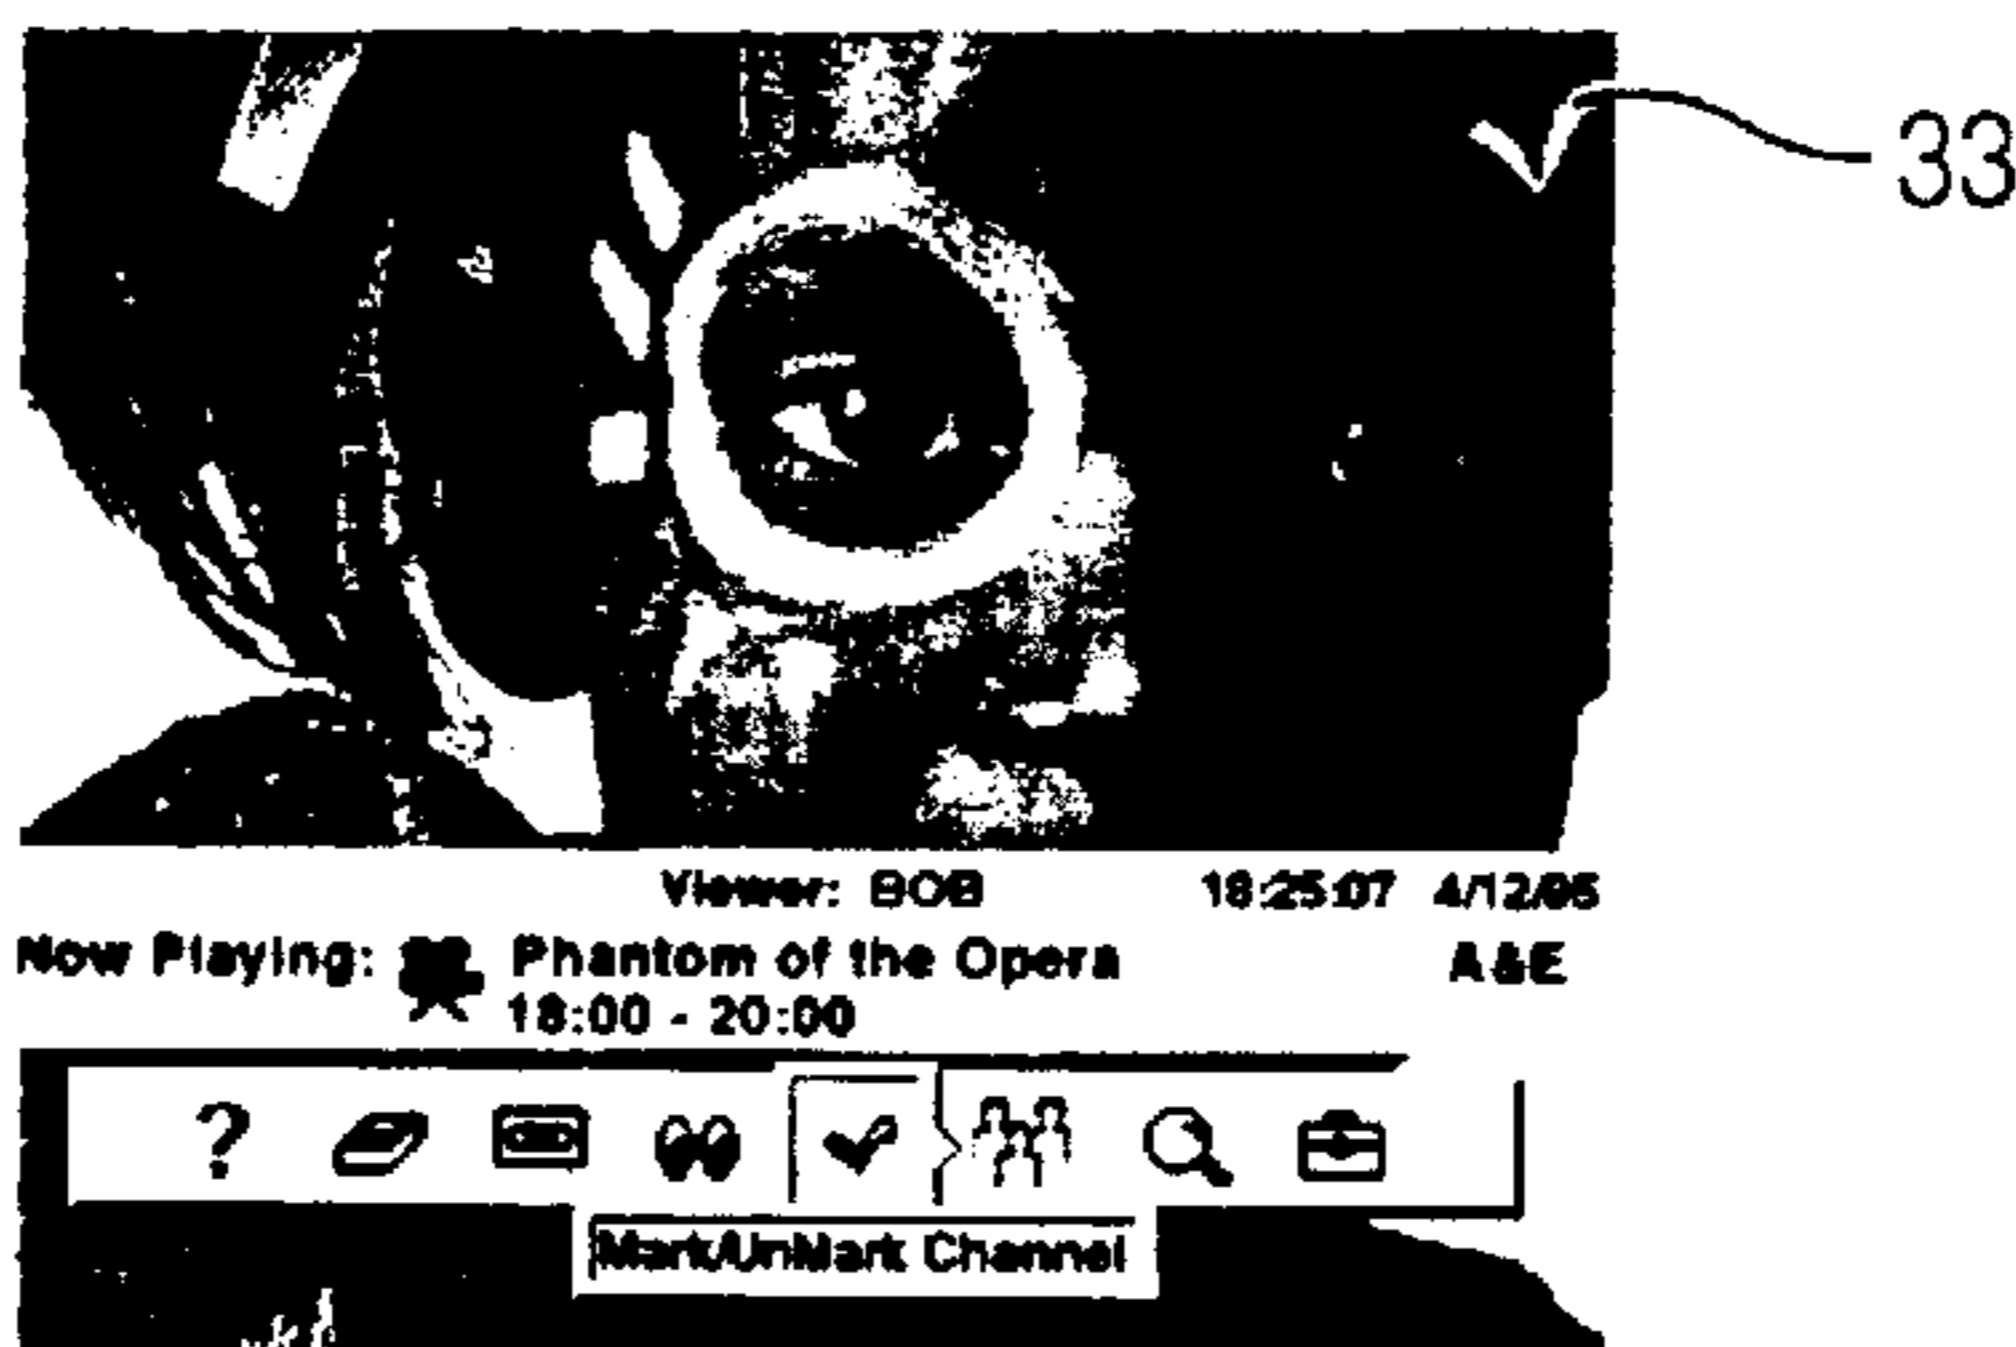 33
Viewer: BOB 18:25:07 4/12/95
Now Playing: Phantom of the Opera A&E
18:00 - 20:00
?
Mark/UnMark Channel